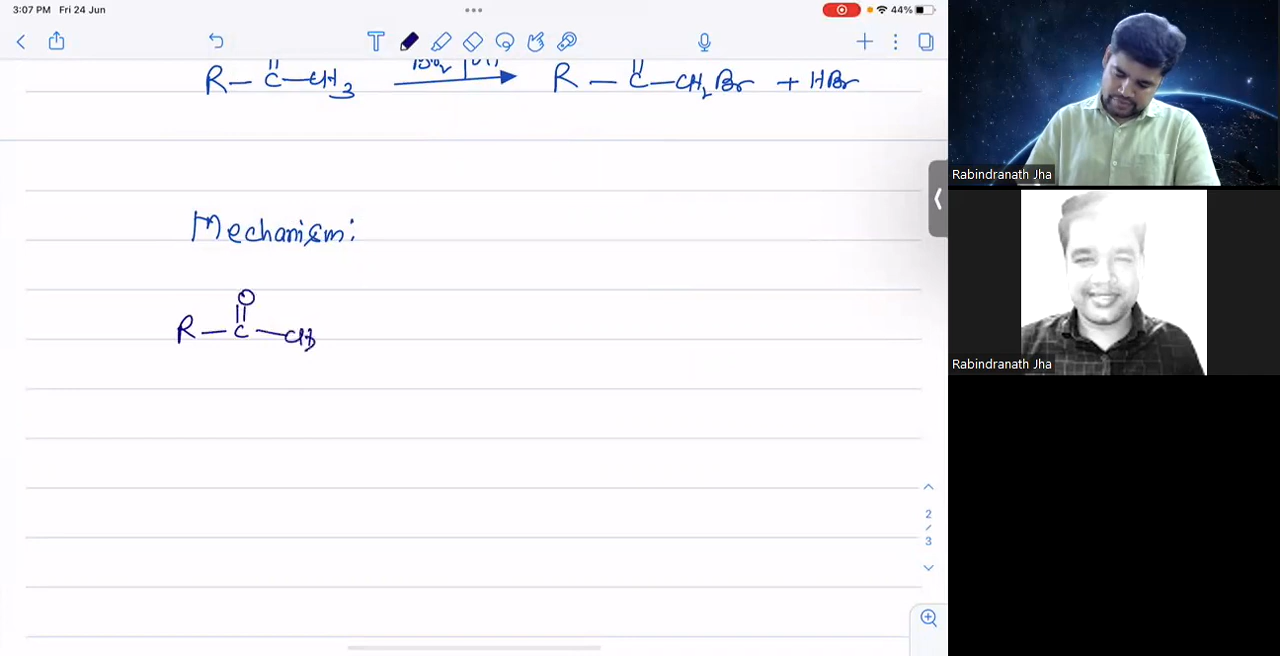 3:07 PM Fri 24 Jun
44%
T
R — C — CH3 → R — C — CH2Br + HBr
Rabindranath Jha
Mechanism:
O
R — C — CH3
Rabindranath Jha
2
/
3